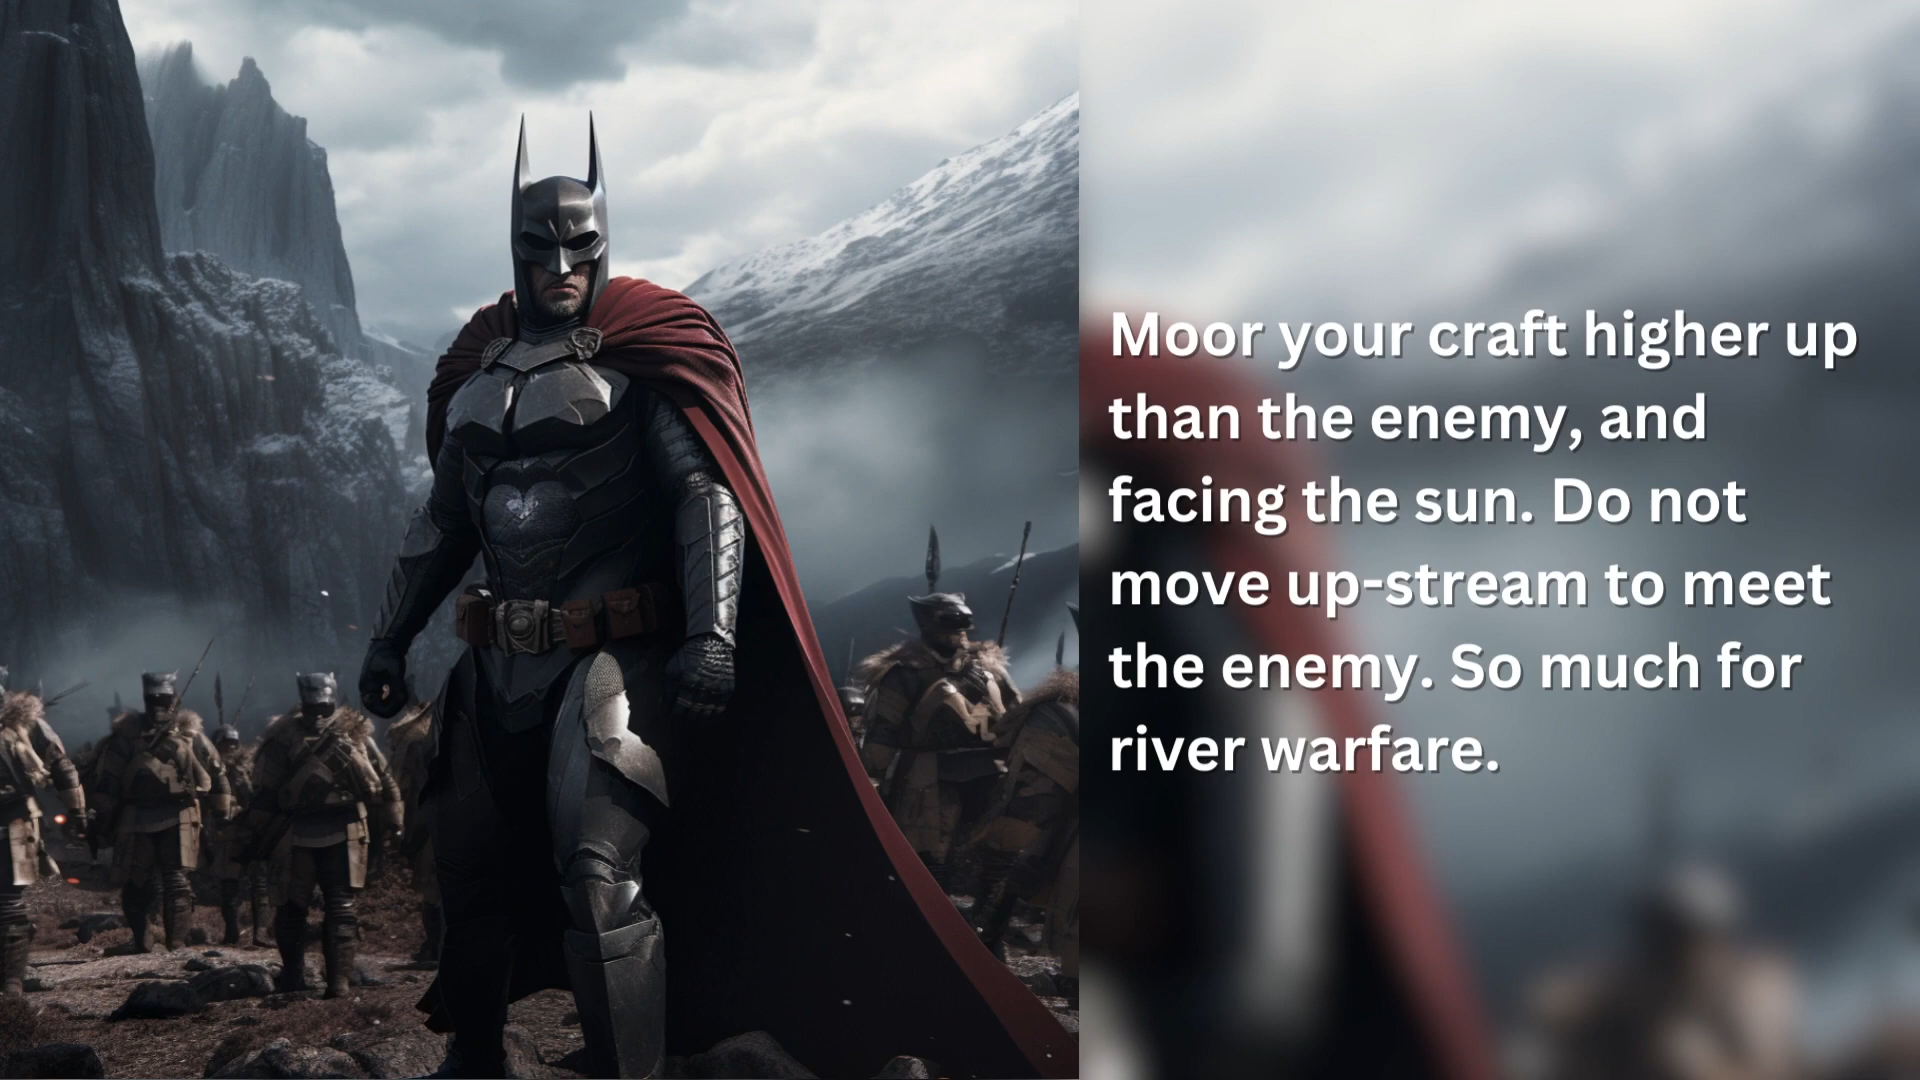 Moor your craft higher up
than the enemy, and
facing the sun. Do not
move up-stream to meet
the enemy. So much for
river warfare.